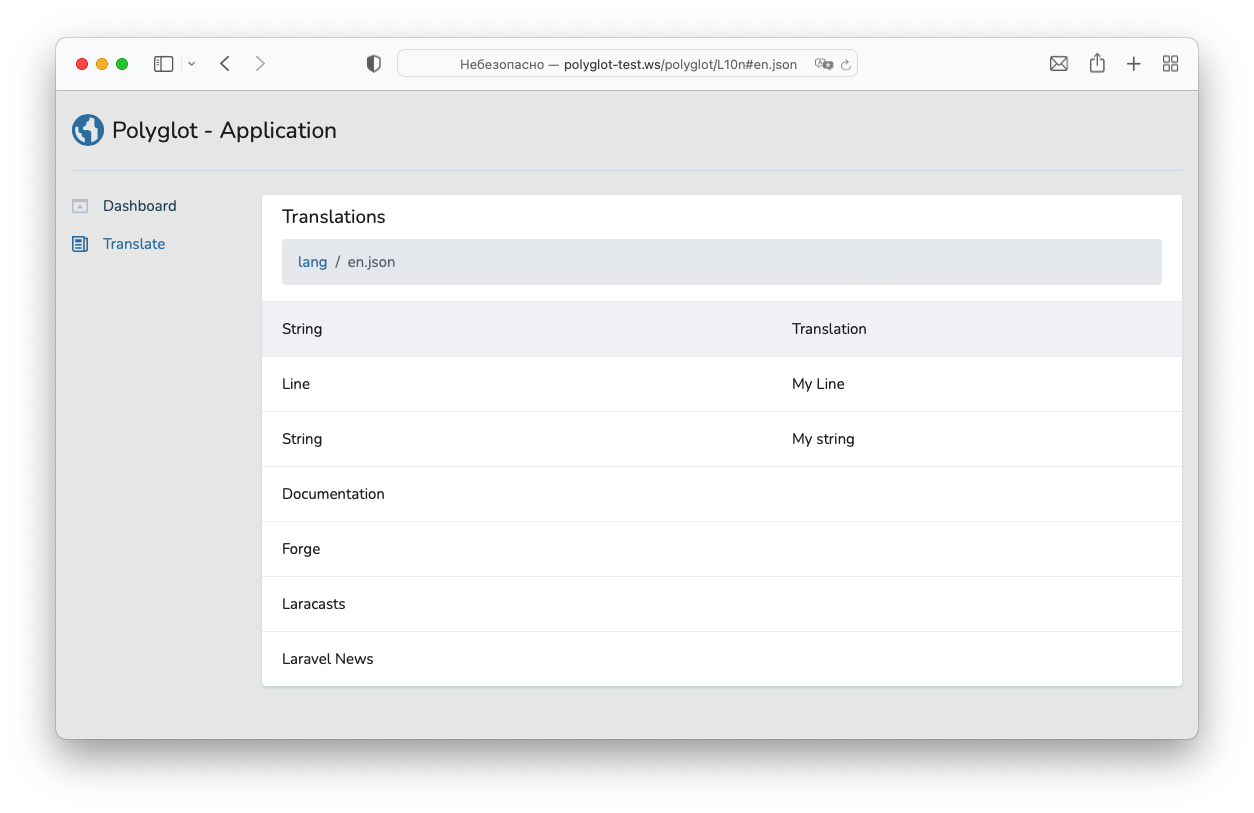 Небезопасно — polyglot-test.ws/polyglot/L10n#en.json
Polyglot - Application
Dashboard
Translate
Translations
lang / en.json
String Translation
Line My Line
String My string
Documentation
Forge
Laracasts
Laravel News